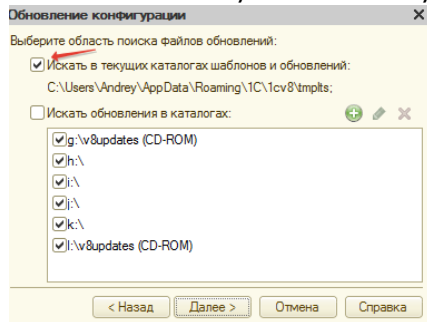 Обновление конфигурации
Выберите область поиска файлов обновлений:
Искать в текущих каталогах шаблонов и обновлений:
C:\Users\Andrey\AppData\Roaming\1C\1cv8\tmplts;
Искать обновления в каталогах:
g:\v8updates (CD-ROM)
h:\
i:\
j:\
k:\
l:\v8updates (CD-ROM)
< Назад Далее > Отмена Справка